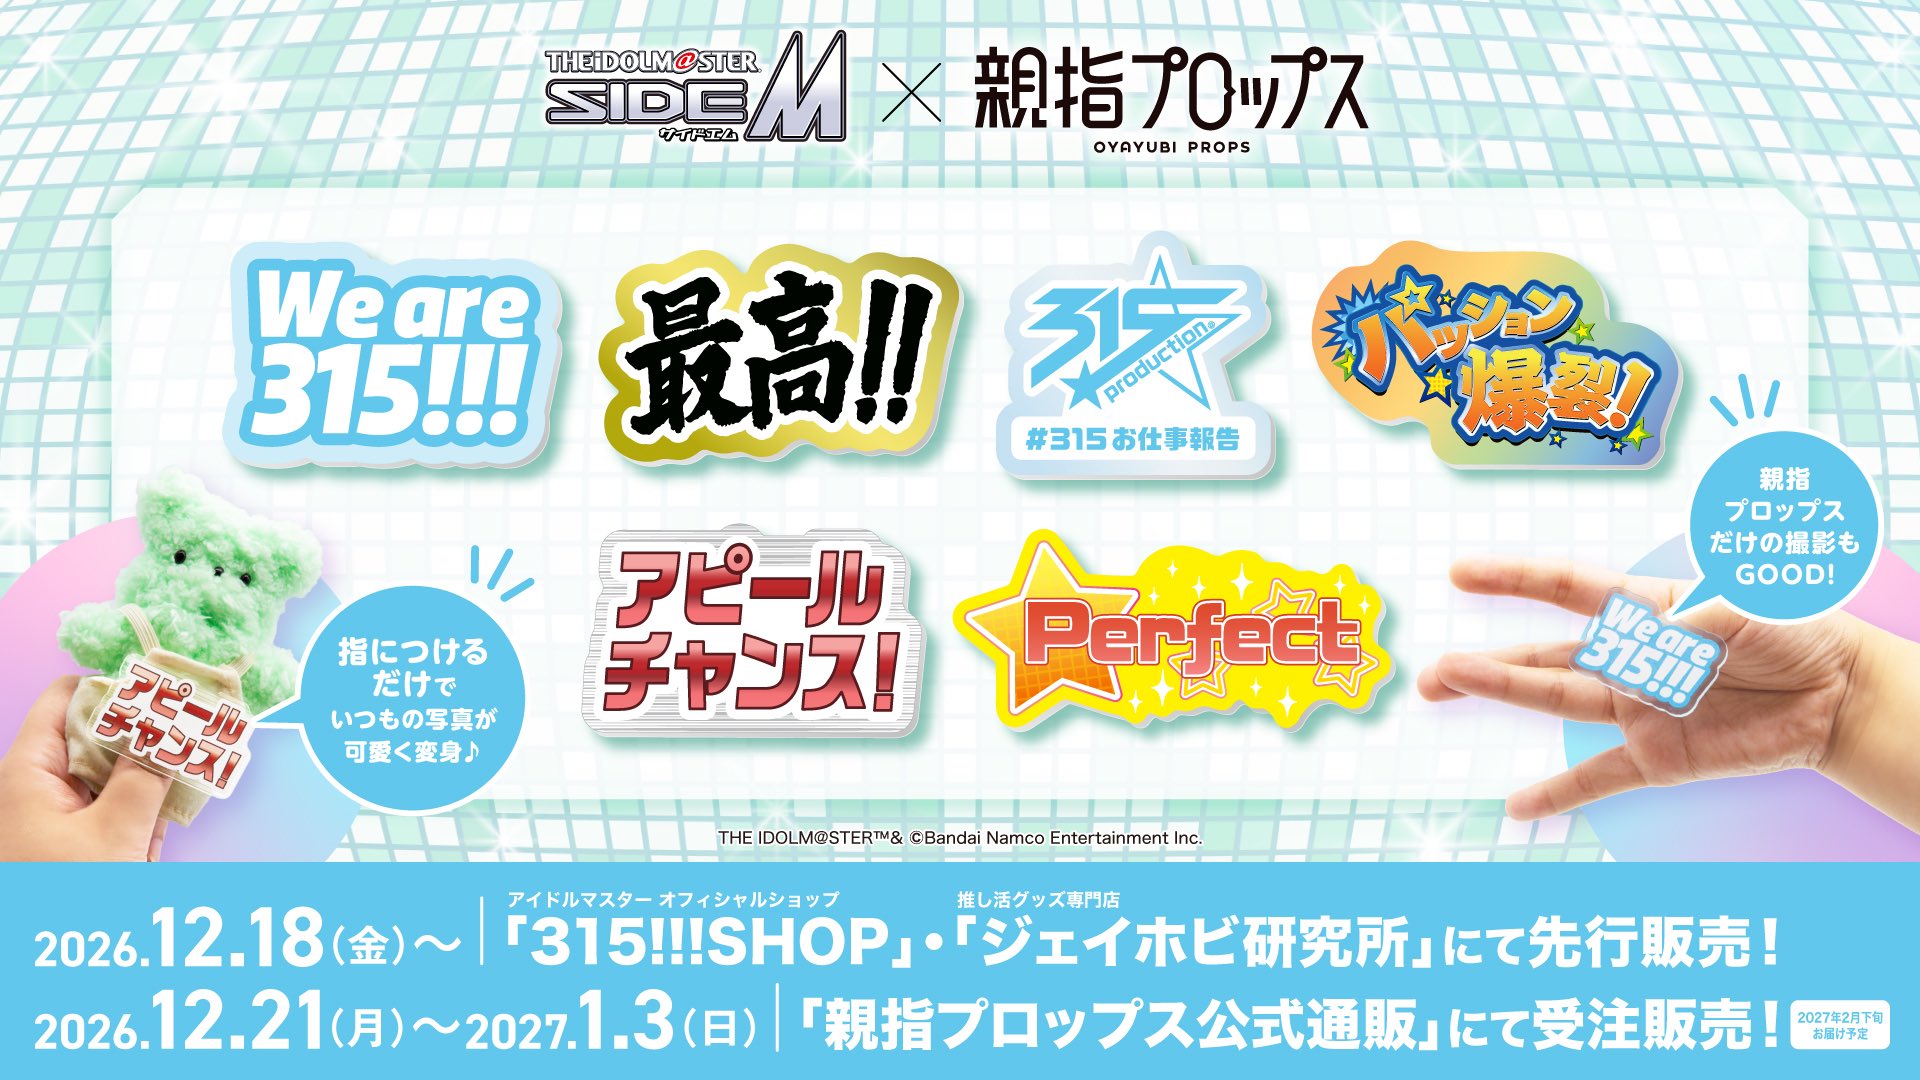 THE iDOLM@STER
SIDE M
サイドエム
×
親指プロップス
OYAYUBI PROPS
We are
315!!!
最高!!
315
production
#315お仕事報告
パッション
爆裂!
アピール
チャンス!
Perfect
親指
プロップス
だけの撮影も
GOOD!
We are
315!!!
アピール
チャンス!
指につける
だけで
いつもの写真が
可愛く変身♪
THE IDOLM@STER™& ©Bandai Namco Entertainment Inc.
アイドルマスター オフィシャルショップ 推し活グッズ専門店
2026.12.18(金)~ 「315!!!SHOP」・「ジェイホビ研究所」にて先行販売!
2026.12.21(月)~2027.1.3(日) 「親指プロップス公式通販」にて受注販売!
2027年2月下旬
お届け予定